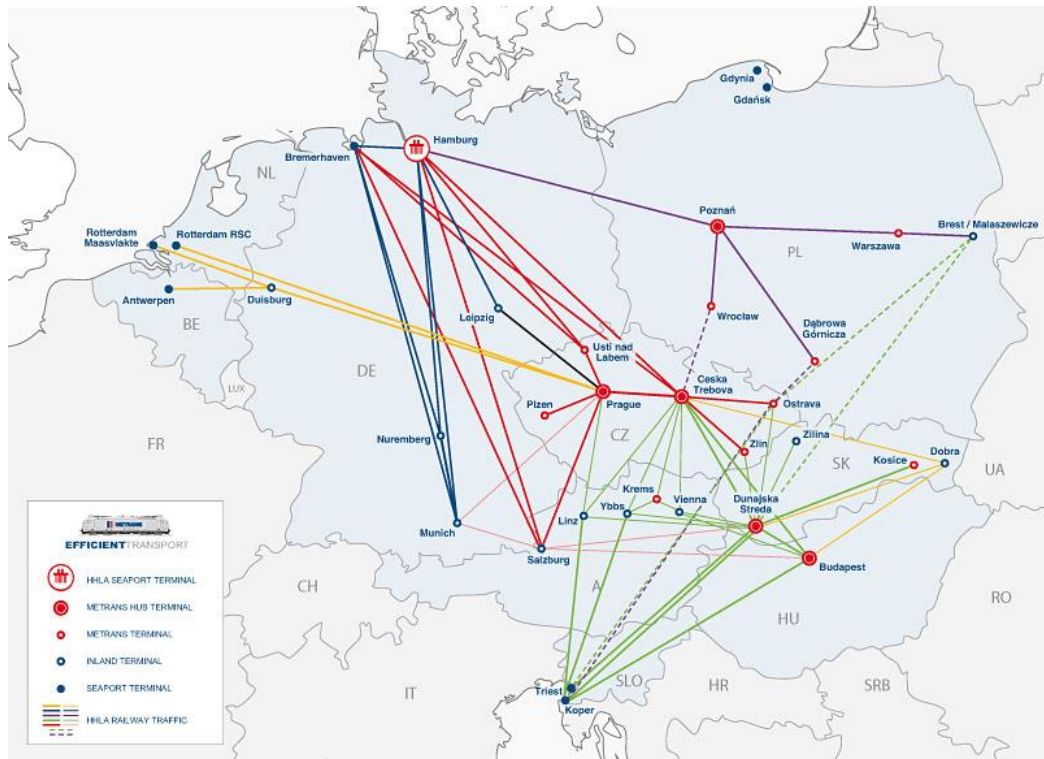 Gdynia
Gdańsk
Hamburg
Bremerhaven
NL
Poznań
Rotterdam
Maasvlakte
Rotterdam RSC
Brest / Malaszewicze
Warszawa
PL
Antwerpen
Duisburg
BE
Leipzig
Wrocław
Dąbrowa
Górnicza
Usti nad
Labem
DE
LUX
Ceska
Trebova
Prague
Plzen
Ostrava
CZ
Nuremberg
Zlin
Zilina
FR
SK
Kosice
Dobra
UA
Krems
Vienna
Dunajska
Streda
Linz
Ybbs
Munich
Salzburg
Budapest
CH
A
HU
RO
IT
SLO
HR
SRB
Triest
Koper
METRANS
EFFICIENTTRANSPORT
HHLA SEAPORT TERMINAL
METRANS HUB TERMINAL
METRANS TERMINAL
INLAND TERMINAL
SEAPORT TERMINAL
HHLA RAILWAY TRAFFIC